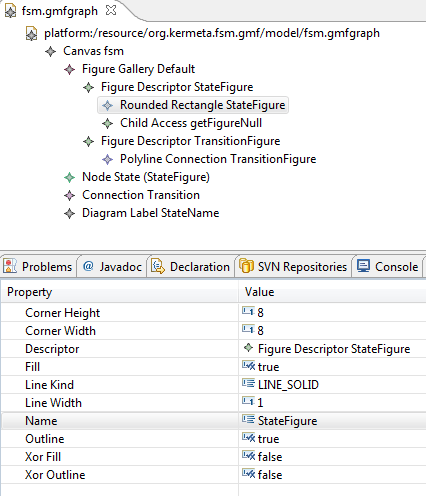 fsm.gmfgraph
platform:/resource/org.kermeta.fsm.gmf/model/fsm.gmfgraph
Canvas fsm
Figure Gallery Default
Figure Descriptor StateFigure
Rounded Rectangle StateFigure
Child Access getFigureNull
Figure Descriptor TransitionFigure
Polyline Connection TransitionFigure
Node State (StateFigure)
Connection Transition
Diagram Label StateName
Problems @ Javadoc Declaration SVN Repositories Console
Property Value
Corner Height 8
Corner Width 8
Descriptor Figure Descriptor StateFigure
Fill true
Line Kind LINE_SOLID
Line Width 1
Name StateFigure
Outline true
Xor Fill false
Xor Outline false